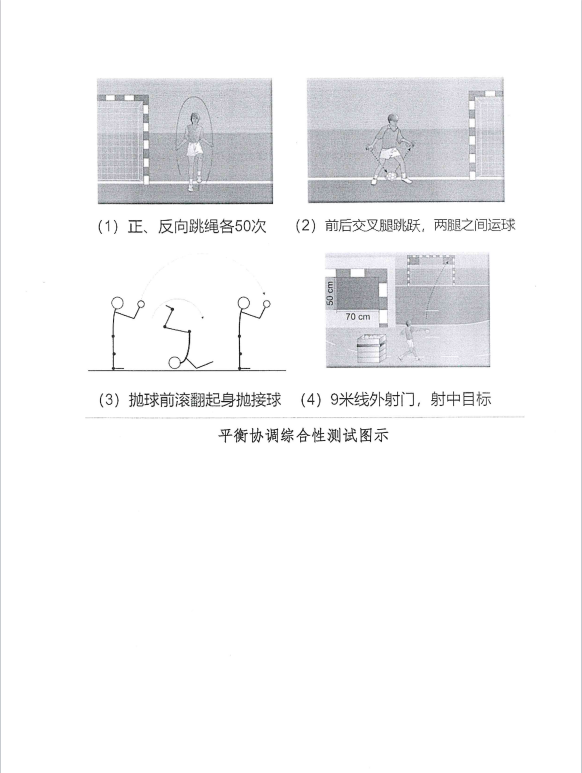 (1) 正、反向跳绳各50次
(2) 前后交叉腿跳跃，两腿之间运球
50 cm
70 cm
(3) 抛球前滚翻起身抛接球
(4) 9米线外射门，射中目标
平衡协调综合性测试图示